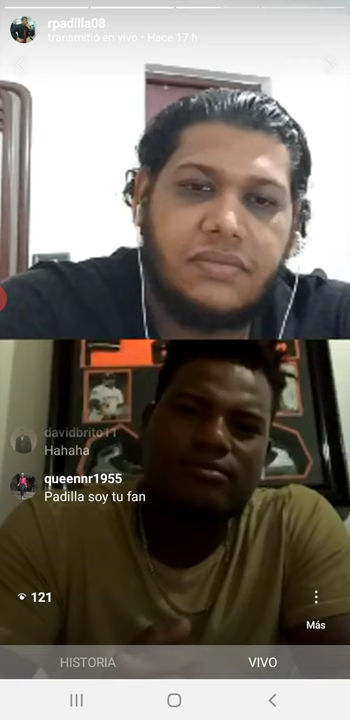 rpadilla08
transmitió en vivo • Hace 17 h
davidbrito11
Hahaha
queennr1955
Padilla soy tu fan
121
Más
HISTORIA
VIVO